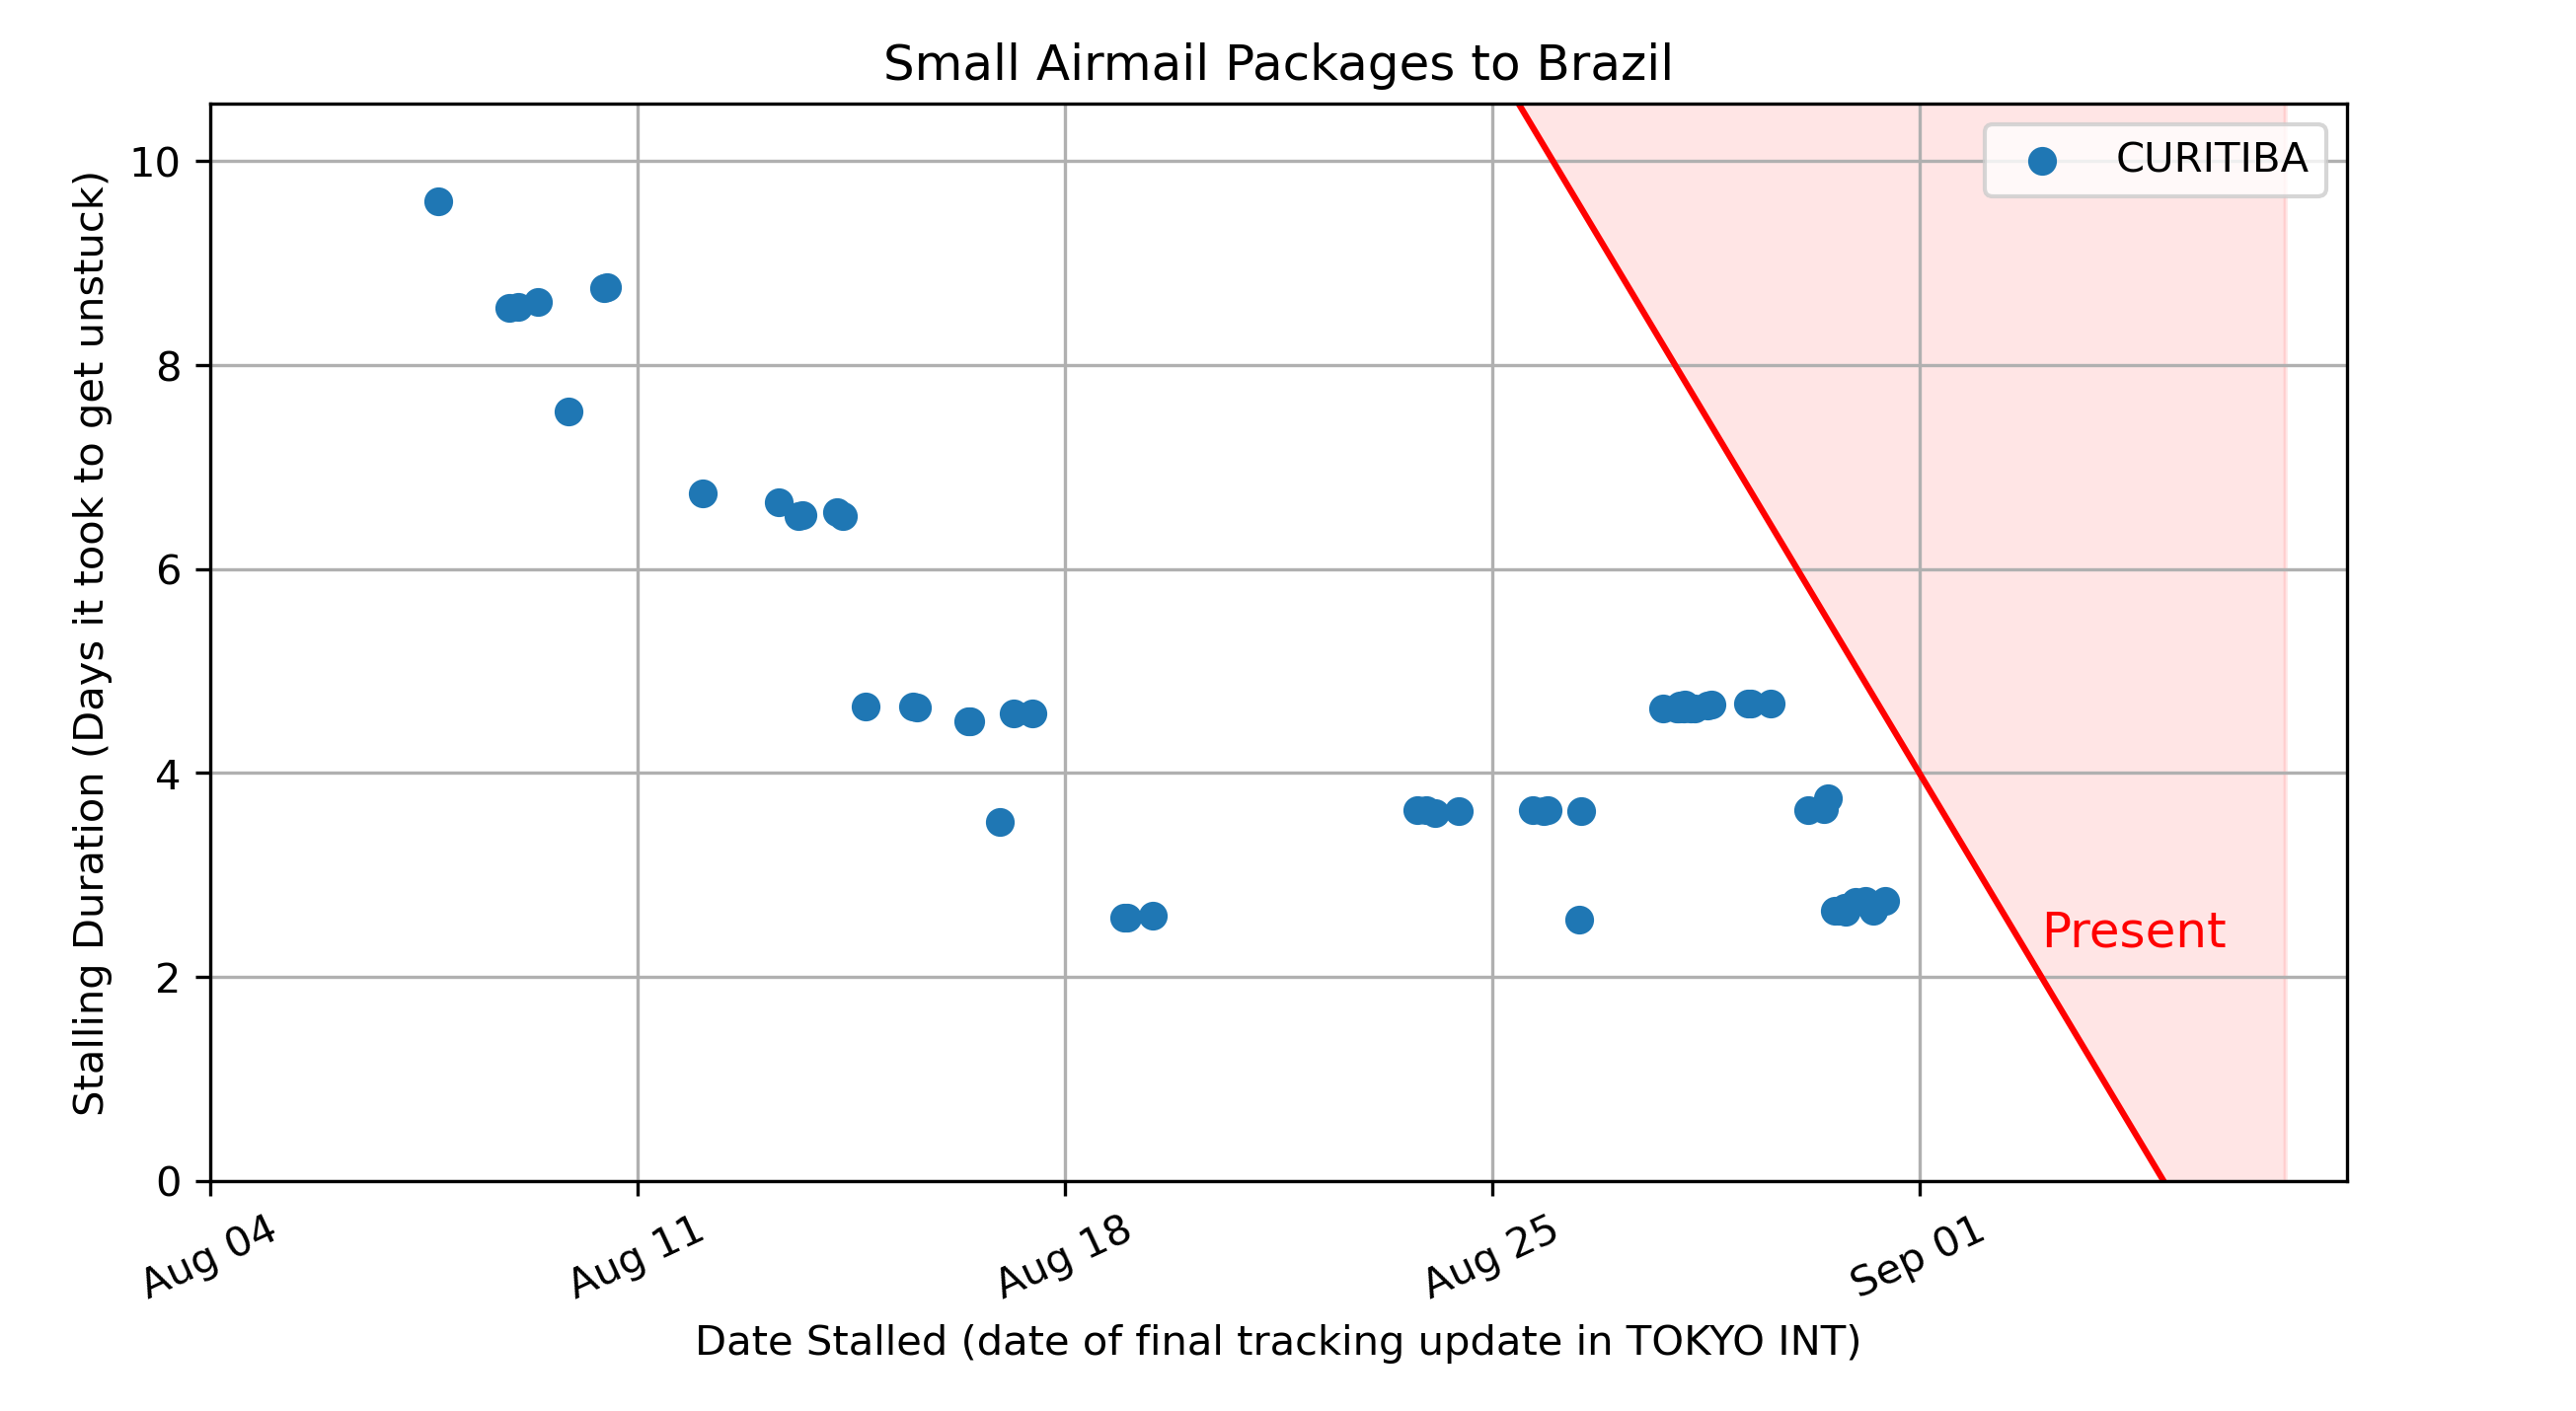 Small Airmail Packages to Brazil
CURITIBA
Stalling Duration (Days it took to get unstuck)
10
8
6
4
2
0
Present
Aug 04
Aug 11
Aug 18
Aug 25
Sep 01
Date Stalled (date of final tracking update in TOKYO INT)